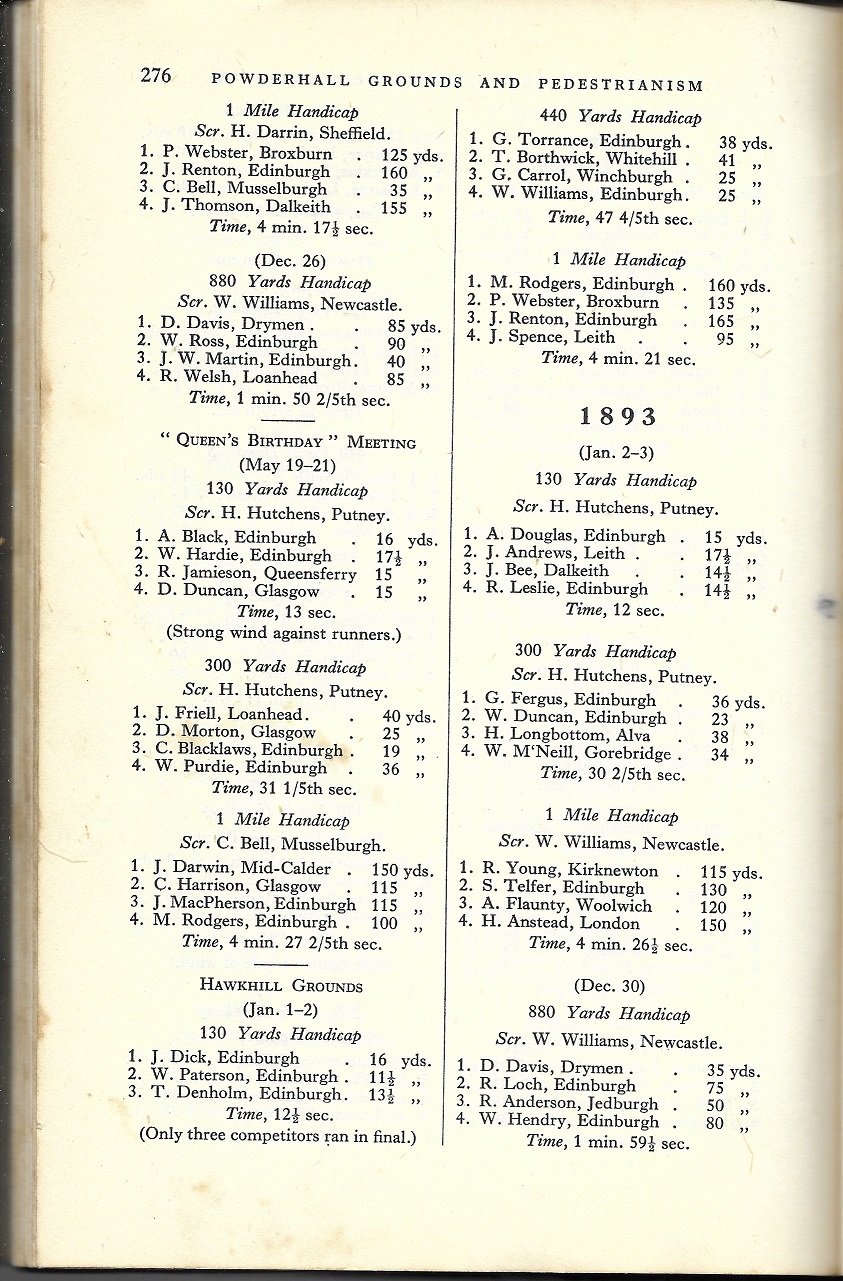 276 POWDERHALL GROUNDS AND PEDESTRIANISM
1 Mile Handicap
Scr. H. Darrin, Sheffield.
1. P. Webster, Broxburn . 125 yds.
2. J. Renton, Edinburgh . 160 „
3. C. Bell, Musselburgh . 35 „
4. J. Thomson, Dalkeith . 155 „
Time, 4 min. 17½ sec.
(Dec. 26)
880 Yards Handicap
Scr. W. Williams, Newcastle.
1. D. Davis, Drymen . . 85 yds.
2. W. Ross, Edinburgh . 90 „
3. J. W. Martin, Edinburgh. 40 „
4. R. Welsh, Loanhead . 85 „
Time, 1 min. 50 2/5th sec.
“ QUEEN'S BIRTHDAY ” MEETING
(May 19–21)
130 Yards Handicap
Scr. H. Hutchens, Putney.
1. A. Black, Edinburgh . 16 yds.
2. W. Hardie, Edinburgh . 17½ „
3. R. Jamieson, Queensferry 15 „
4. D. Duncan, Glasgow . 15 „
Time, 13 sec.
(Strong wind against runners.)
300 Yards Handicap
Scr. H. Hutchens, Putney.
1. J. Friell, Loanhead . . 40 yds.
2. D. Morton, Glasgow . 25 „
3. C. Blacklaws, Edinburgh . 19 „
4. W. Purdie, Edinburgh . 36 „
Time, 31 1/5th sec.
1 Mile Handicap
Scr. C. Bell, Musselburgh.
1. J. Darwin, Mid-Calder . 150 yds.
2. C. Harrison, Glasgow . 115 „
3. J. MacPherson, Edinburgh 115 „
4. M. Rodgers, Edinburgh . 100 „
Time, 4 min. 27 2/5th sec.
HAWKHILL GROUNDS
(Jan. 1–2)
130 Yards Handicap
1. J. Dick, Edinburgh . 16 yds.
2. W. Paterson, Edinburgh . 11½ „
3. T. Denholm, Edinburgh. 13½ „
Time, 12½ sec.
(Only three competitors ran in final.)
440 Yards Handicap
1. G. Torrance, Edinburgh . 38 yds.
2. T. Borthwick, Whitehill . 41 „
3. G. Carrol, Winchburgh . 25 „
4. W. Williams, Edinburgh. 25 „
Time, 47 4/5th sec.
1 Mile Handicap
1. M. Rodgers, Edinburgh . 160 yds.
2. P. Webster, Broxburn . 135 „
3. J. Renton, Edinburgh . 165 „
4. J. Spence, Leith . . 95 „
Time, 4 min. 21 sec.
1893
(Jan. 2–3)
130 Yards Handicap
Scr. H. Hutchens, Putney.
1. A. Douglas, Edinburgh . 15 yds.
2. J. Andrews, Leith . . 17½ „
3. J. Bee, Dalkeith . . 14½ „
4. R. Leslie, Edinburgh . 14½ „
Time, 12 sec.
300 Yards Handicap
Scr. H. Hutchens, Putney.
1. G. Fergus, Edinburgh . 36 yds.
2. W. Duncan, Edinburgh . 23 „
3. H. Longbottom, Alva . 38 „
4. W. M‘Neill, Gorebridge . 34 „
Time, 30 2/5th sec.
1 Mile Handicap
Scr. W. Williams, Newcastle.
1. R. Young, Kirknewton . 115 yds.
2. S. Telfer, Edinburgh . 130 „
3. A. Flaunty, Woolwich . 120 „
4. H. Anstead, London . 150 „
Time, 4 min. 26½ sec.
(Dec. 30)
880 Yards Handicap
Scr. W. Williams, Newcastle.
1. D. Davis, Drymen . . 35 yds.
2. R. Loch, Edinburgh . 75 „
3. R. Anderson, Jedburgh . 50 „
4. W. Hendry, Edinburgh . 80 „
Time, 1 min. 59½ sec.